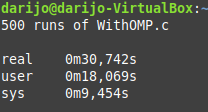 darijo@darijo-VirtualBox:~
500 runs of WithOMP.c
real 0m30,742s
user 0m18,069s
sys 0m9,454s